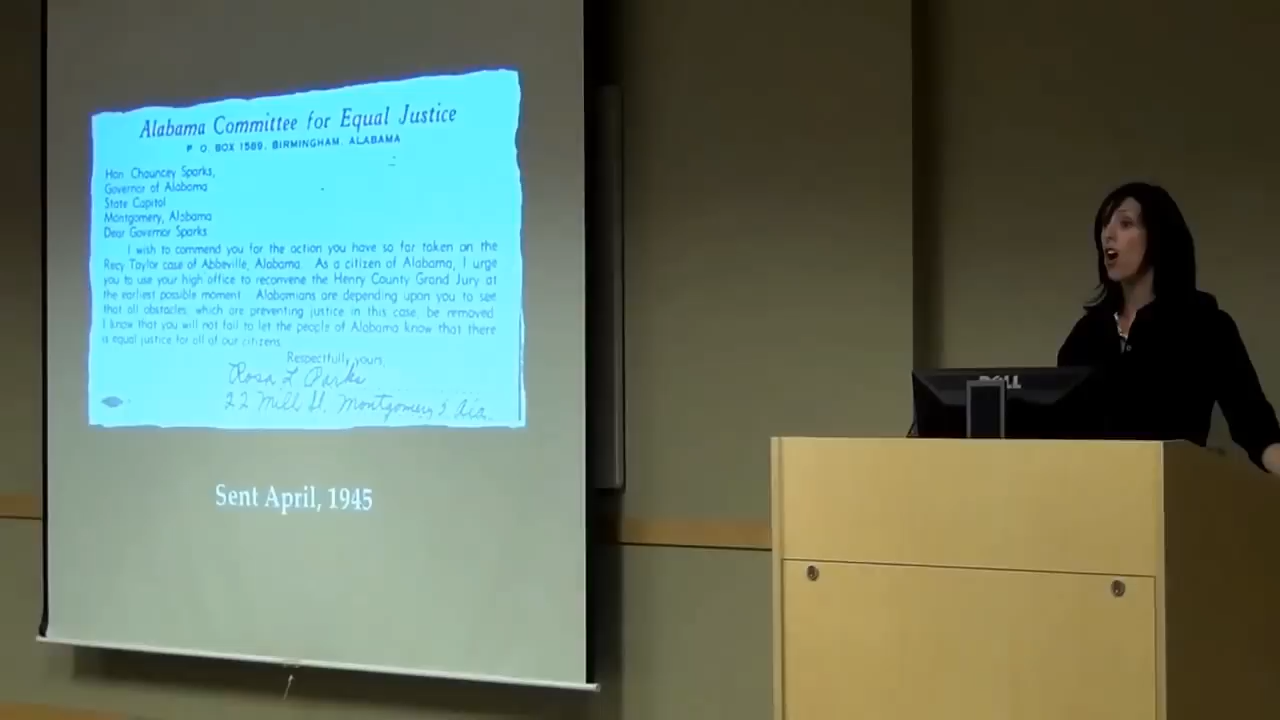 Alabama Committee for Equal Justice
P. O. BOX 1589, BIRMINGHAM, ALABAMA
Hon Chauncey Sparks,
Governor of Alabama
State Capitol
Montgomery, Alabama
Dear Governor Sparks
I wish to commend you for the action you have so far taken on the
Recy Taylor case of Abbeville, Alabama. As a citizen of Alabama, I urge
you to use your high office to reconvene the Henry County Grand Jury at
the earliest possible moment. Alabamians are depending upon you to see
that all obstacles, which are preventing justice in this case, be removed.
I know that you will not fail to let the people of Alabama know that there
is equal justice for all of our citizens.
Respectfully yours,
Rosa L Parks
22 Mill St. Montgomery 5 Ala.
Sent April, 1945
DELL